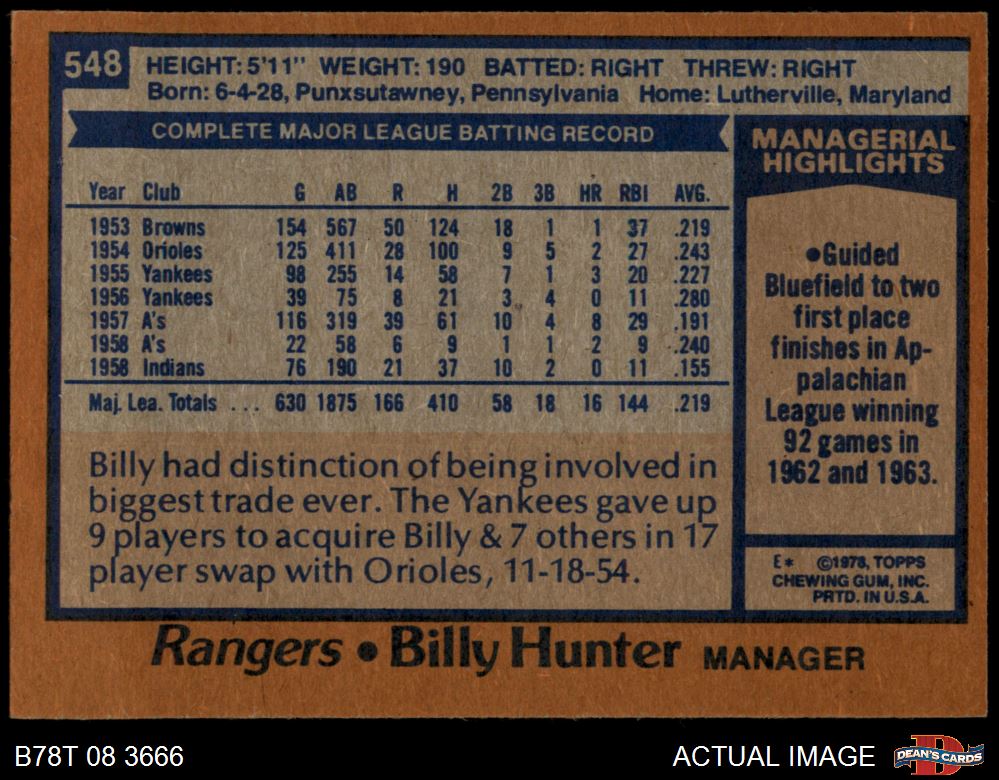 548
HEIGHT: 5'11" WEIGHT: 190 BATTED: RIGHT THREW: RIGHT
Born: 6-4-28, Punxsutawney, Pennsylvania Home: Lutherville, Maryland
COMPLETE MAJOR LEAGUE BATTING RECORD
Year Club G AB R H 2B 3B HR RBI AVG.
1953 Browns 154 567 50 124 18 1 1 37 .219
1954 Orioles 125 411 28 100 9 5 2 27 .243
1955 Yankees 98 255 14 58 7 1 3 20 .227
1956 Yankees 39 75 8 21 3 4 0 11 .280
1957 A's 116 319 39 61 10 4 8 29 .191
1958 A's 22 58 6 9 1 1 2 9 .240
1958 Indians 76 190 21 37 10 2 0 11 .155
Maj. Lea. Totals ... 630 1875 166 410 58 18 16 144 .219
Billy had distinction of being involved in
biggest trade ever. The Yankees gave up
9 players to acquire Billy & 7 others in 17
player swap with Orioles, 11-18-54.
MANAGERIAL
HIGHLIGHTS
●Guided
Bluefield to two
first place
finishes in Ap-
palachian
League winning
92 games in
1962 and 1963.
E* ©1978, TOPPS
CHEWING GUM, INC.
PRTD. IN U.S.A.
Rangers • Billy Hunter MANAGER
B78T 08 3666
ACTUAL IMAGE
DEAN'S CARDS